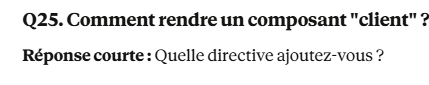 Q25. Comment rendre un composant "client" ?
Réponse courte : Quelle directive ajoutez-vous ?